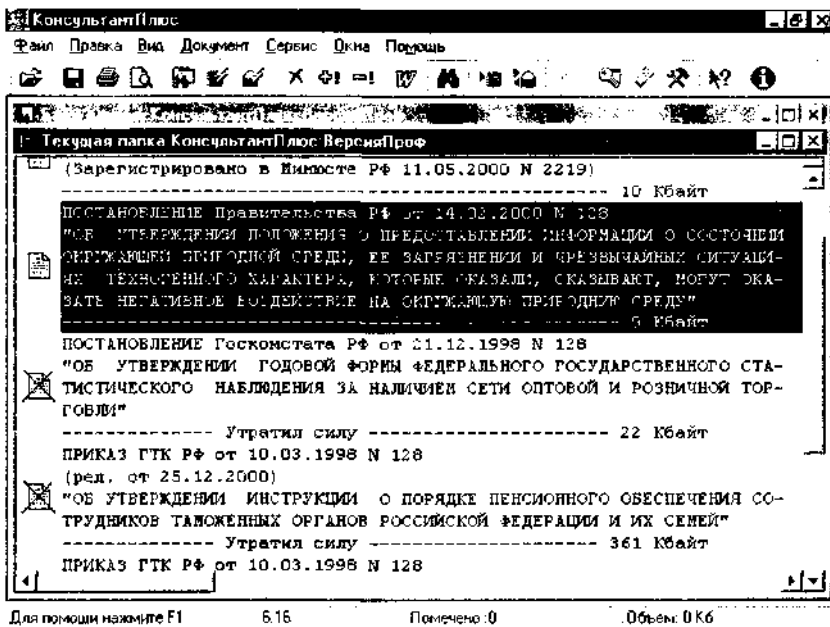 КонсультантПлюс
Файл Правка Вид Документ Сервис Окна Помощь
Текущая папка КонсультантПлюс:ВерсияПроф
(Зарегистрировано в Минюсте РФ 11.05.2000 N 2219)
------------------------------------------------- 10 Кбайт
ПОСТАНОВЛЕНИЕ Правительства РФ от 14.02.2000 N 128
"ОБ УТВЕРЖДЕНИИ ПОЛОЖЕНИЯ О ПРЕДОСТАВЛЕНИИ ИНФОРМАЦИИ О СОСТОЯНИИ
ОКРУЖАЮЩЕЙ ПРИРОДНОЙ СРЕДЫ, ЕЕ ЗАГРЯЗНЕНИИ И ЧРЕЗВЫЧАЙНЫХ СИТУАЦИ-
ЯХ ТЕХНОГЕННОГО ХАРАКТЕРА, КОТОРЫЕ ОКАЗАЛИ, ОКАЗЫВАЮТ, МОГУТ ОКА-
ЗАТЬ НЕГАТИВНОЕ ВОЗДЕЙСТВИЕ НА ОКРУЖАЮЩУЮ ПРИРОДНУЮ СРЕДУ"
------------------------------------------------- 9 Кбайт
ПОСТАНОВЛЕНИЕ Госкомстата РФ от 21.12.1998 N 128
"ОБ УТВЕРЖДЕНИИ ГОДОВОЙ ФОРМЫ ФЕДЕРАЛЬНОГО ГОСУДАРСТВЕННОГО СТА-
ТИСТИЧЕСКОГО НАБЛЮДЕНИЯ ЗА НАЛИЧИЕМ СЕТИ ОПТОВОЙ И РОЗНИЧНОЙ ТОР-
ГОВЛИ"
-------------- Утратил силу --------------------- 22 Кбайт
ПРИКАЗ ГТК РФ от 10.03.1998 N 128
(ред. от 25.12.2000)
"ОБ УТВЕРЖДЕНИИ ИНСТРУКЦИИ О ПОРЯДКЕ ПЕНСИОННОГО ОБЕСПЕЧЕНИЯ СО-
ТРУДНИКОВ ТАМОЖЕННЫХ ОРГАНОВ РОССИЙСКОЙ ФЕДЕРАЦИИ И ИХ СЕМЕЙ"
-------------- Утратил силу --------------------- 361 Кбайт
ПРИКАЗ ГТК РФ от 10.03.1998 N 128
Для помощи нажмите F1 6.16 Помечено:0 Объем: 0 Кб